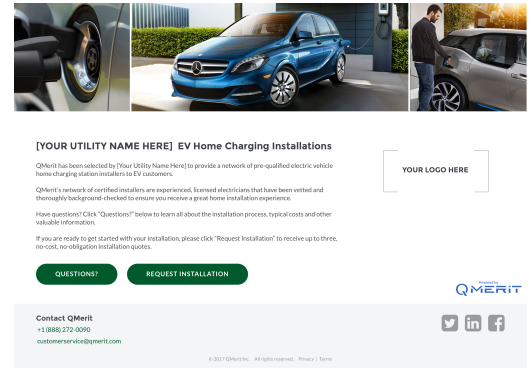 [YOUR UTILITY NAME HERE] EV Home Charging Installations
QMerit has been selected by [Your Utility Name Here] to provide a network of pre-qualified electric vehicle
home charging station installers to EV customers.
QMerit's network of certified installers are experienced, licensed electricians that have been vetted and
thoroughly background-checked to ensure you receive a great home installation experience.
Have questions? Click "Questions?" below to learn all about the installation process, typical costs and other
valuable information.
If you are ready to get started with your installation, please click "Request Installation" to receive up to three,
no-cost, no-obligation installation quotes.
YOUR LOGO HERE
QUESTIONS?
REQUEST INSTALLATION
Powered by
QMERIT
Contact QMerit
+1 (888) 272-0090
customerservice@qmerit.com
© 2017 QMerit Inc. All rights reserved. Privacy | Terms